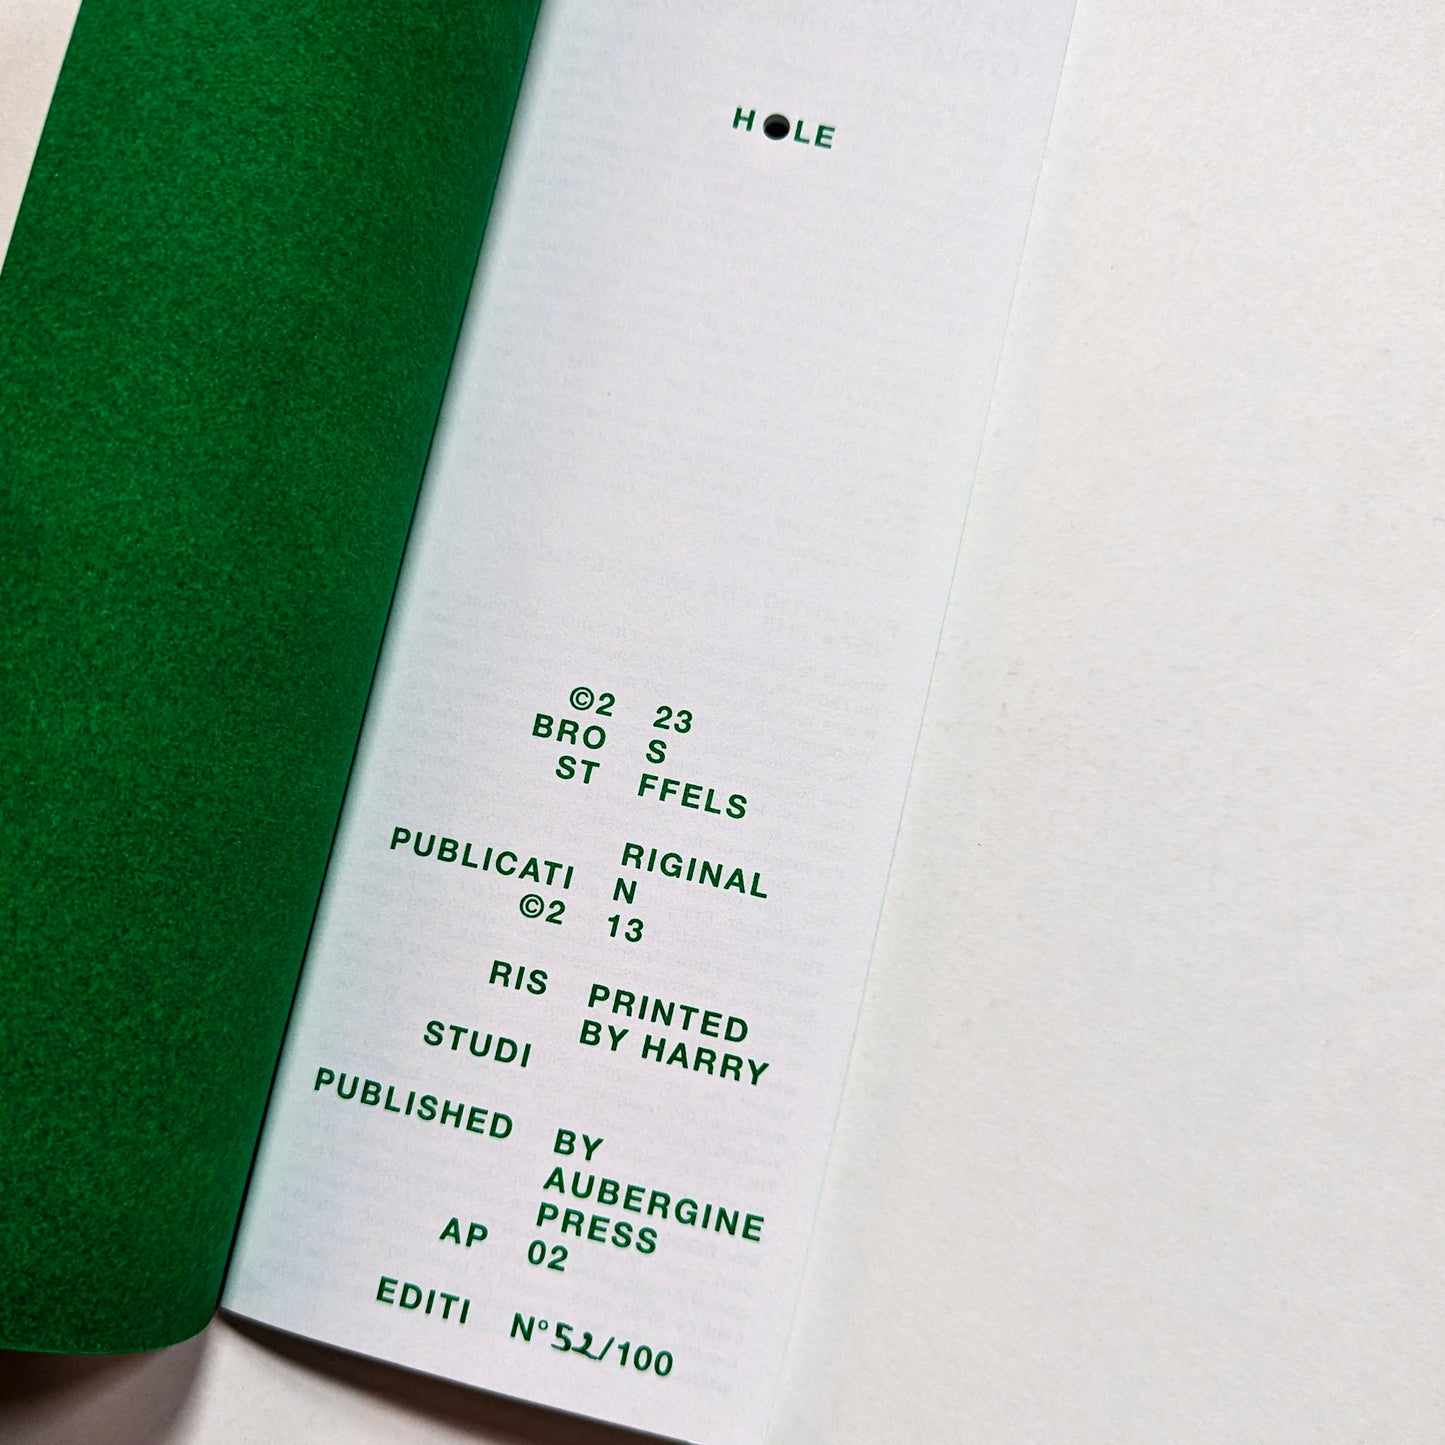 H LE
©2 23
BRO S
ST FFELS
RIGINAL
PUBLICATI N
©2 13
RIS PRINTED
BY HARRY
STUDI
PUBLISHED BY
AUBERGINE
PRESS
AP 02
EDITI N° 52/100